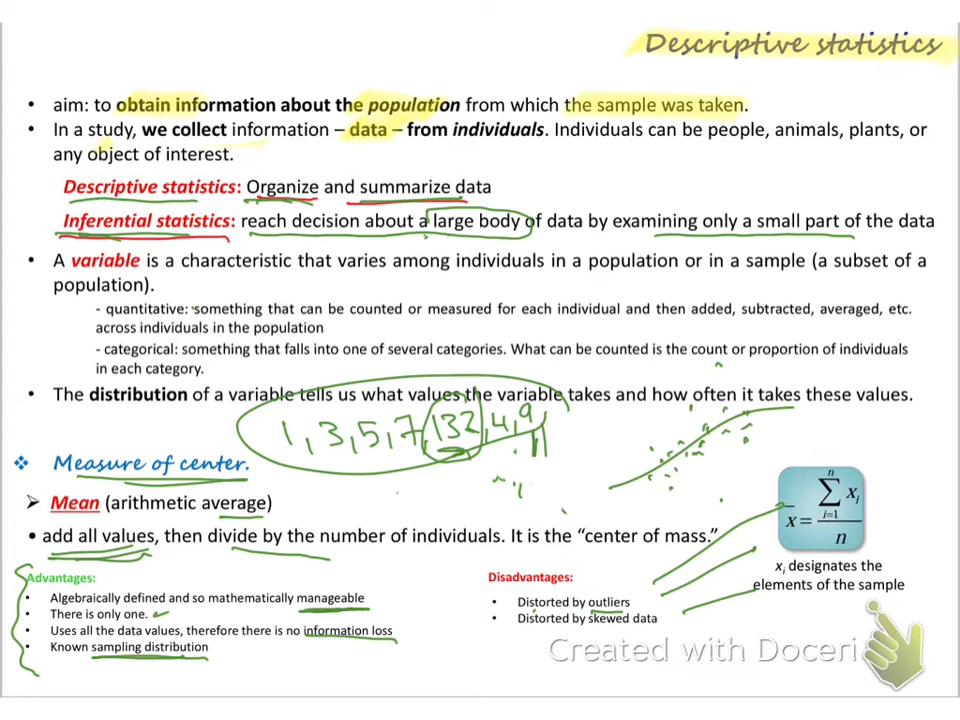 Descriptive statistics
• aim: to obtain information about the population from which the sample was taken.
• In a study, we collect information – data – from individuals. Individuals can be people, animals, plants, or
any object of interest.
Descriptive statistics: Organize and summarize data
Inferential statistics: reach decision about a large body of data by examining only a small part of the data
• A variable is a characteristic that varies among individuals in a population or in a sample (a subset of a
population).
- quantitative: something that can be counted or measured for each individual and then added, subtracted, averaged, etc.
across individuals in the population
- categorical: something that falls into one of several categories. What can be counted is the count or proportion of individuals
in each category.
• The distribution of a variable tells us what values the variable takes and how often it takes these values.
1, 3, 5, 7, 132, 4, 9
❖ Measure of center.
➢ Mean (arithmetic average)
• add all values, then divide by the number of individuals. It is the “center of mass.”
x̄ = ∑ i=1 n xi / n
xi designates the
elements of the sample
Advantages:
• Algebraically defined and so mathematically manageable
• There is only one.
• Uses all the data values, therefore there is no information loss
• Known sampling distribution
Disadvantages:
• Distorted by outliers
• Distorted by skewed data
Created with Doceri